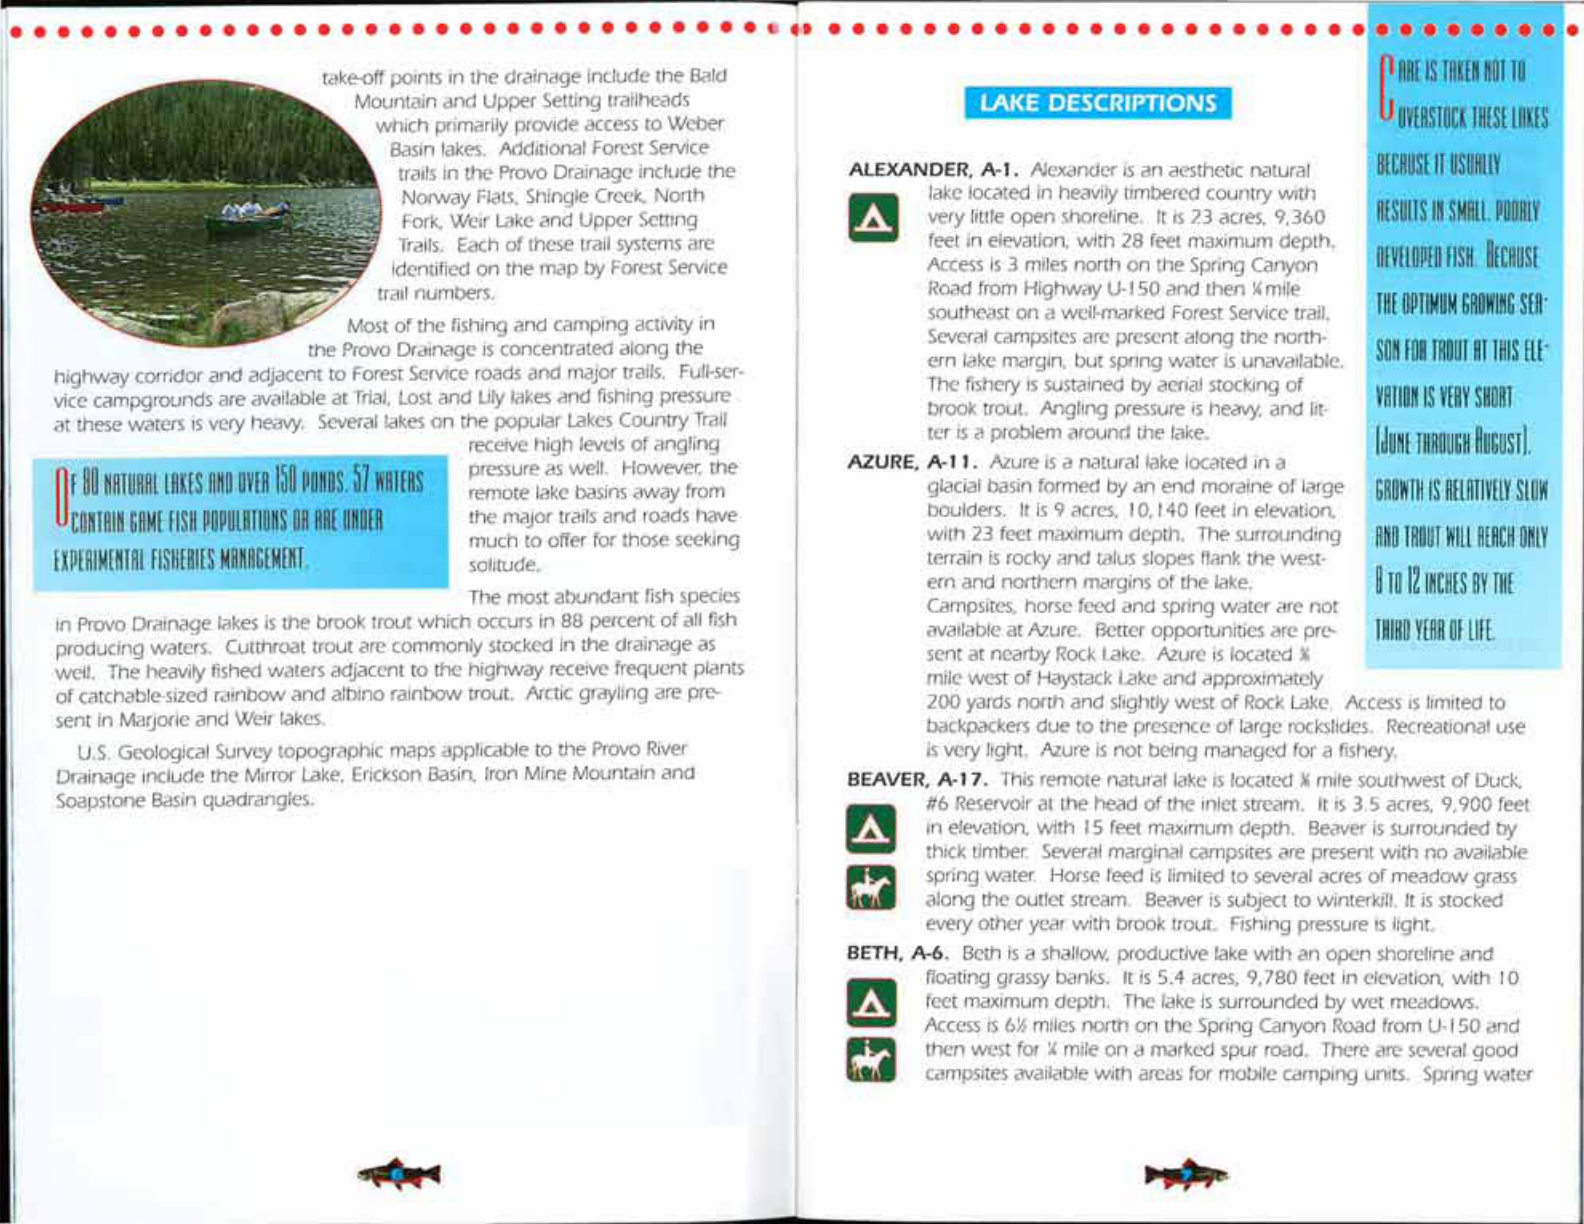 take-off points in the drainage include the Bald
Mountain and Upper Setting trailheads
which primarily provide access to Weber
Basin lakes. Additional Forest Service
trails in the Provo Drainage include the
Norway Flats, Shingle Creek, North
Fork, Weir Lake and Upper Setting
Trails. Each of these trail systems are
identified on the map by Forest Service
trail numbers.
Most of the fishing and camping activity in
the Provo Drainage is concentrated along the
highway corridor and adjacent to Forest Service roads and major trails. Full-ser-
vice campgrounds are available at Trial, Lost and Lily lakes and fishing pressure
at these waters is very heavy. Several lakes on the popular Lakes Country Trail
receive high levels of angling
pressure as well. However, the
remote lake basins away from
the major trails and roads have
much to offer for those seeking
solitude.
OF 80 NATURAL LAKES AND OVER 150 PONDS, 57 WATERS
CONTAIN GAME FISH POPULATIONS OR ARE UNDER
EXPERIMENTAL FISHERIES MANAGEMENT.
The most abundant fish species
in Provo Drainage lakes is the brook trout which occurs in 88 percent of all fish
producing waters. Cutthroat trout are commonly stocked in the drainage as
well. The heavily fished waters adjacent to the highway receive frequent plants
of catchable-sized rainbow and albino rainbow trout. Arctic grayling are pre-
sent in Marjorie and Weir lakes.
U.S. Geological Survey topographic maps applicable to the Provo River
Drainage include the Mirror Lake, Erickson Basin, Iron Mine Mountain and
Soapstone Basin quadrangles.
6
LAKE DESCRIPTIONS
ALEXANDER, A-1. Alexander is an aesthetic natural
lake located in heavily timbered country with
very little open shoreline. It is 23 acres, 9,360
feet in elevation, with 28 feet maximum depth.
Access is 3 miles north on the Spring Canyon
Road from Highway U-150 and then mile
southeast on a well-marked Forest Service trail.
Several campsites are present along the north-
ern lake margin, but spring water is unavailable.
The fishery is sustained by aerial stocking of
brook trout. Angling pressure is heavy, and lit-
ter is a problem around the lake.
AZURE, A-11. Azure is a natural lake located in a
glacial basin formed by an end moraine of large
boulders. It is 9 acres, 10,140 feet in elevation,
with 23 feet maximum depth. The surrounding
terrain is rocky and talus slopes flank the west-
ern and northern margins of the lake.
Campsites, horse feed and spring water are not
available at Azure. Better opportunities are pre-
sent at nearby Rock Lake. Azure is located
mile west of Haystack Lake and approximately
200 yards north and slightly west of Rock Lake. Access is limited to
backpackers due to the presence of large rockslides. Recreational use
is very light. Azure is not being managed for a fishery.
BEAVER, A-17. This remote natural lake is located mile southwest of Duck,
#6 Reservoir at the head of the inlet stream. It is 3.5 acres, 9,900 feet
in elevation, with 15 feet maximum depth. Beaver is surrounded by
thick timber. Several marginal campsites are present with no available
spring water. Horse feed is limited to several acres of meadow grass
along the outlet stream. Beaver is subject to winterkill. It is stocked
every other year with brook trout. Fishing pressure is light.
BETH, A-6. Beth is a shallow, productive lake with an open shoreline and
floating grassy banks. It is 5.4 acres, 9,780 feet in elevation, with 10
feet maximum depth. The lake is surrounded by wet meadows.
Access is 6½ miles north on the Spring Canyon Road from U-150 and
then west for mile on a marked spur road. There are several good
campsites available with areas for mobile camping units. Spring water
CARE IS TAKEN NOT TO
OVERSTOCK THESE LAKES
BECAUSE IT USUALLY
RESULTS IN SMALL, POORLY
DEVELOPED FISH. BECAUSE
THE OPTIMUM GROWING SEA-
SON FOR TROUT AT THIS ELE-
VATION IS VERY SHORT
(JUNE THROUGH AUGUST),
GROWTH IS RELATIVELY SLOW
AND TROUT WILL REACH ONLY
8 TO 12 INCHES BY THE
THIRD YEAR OF LIFE.
7